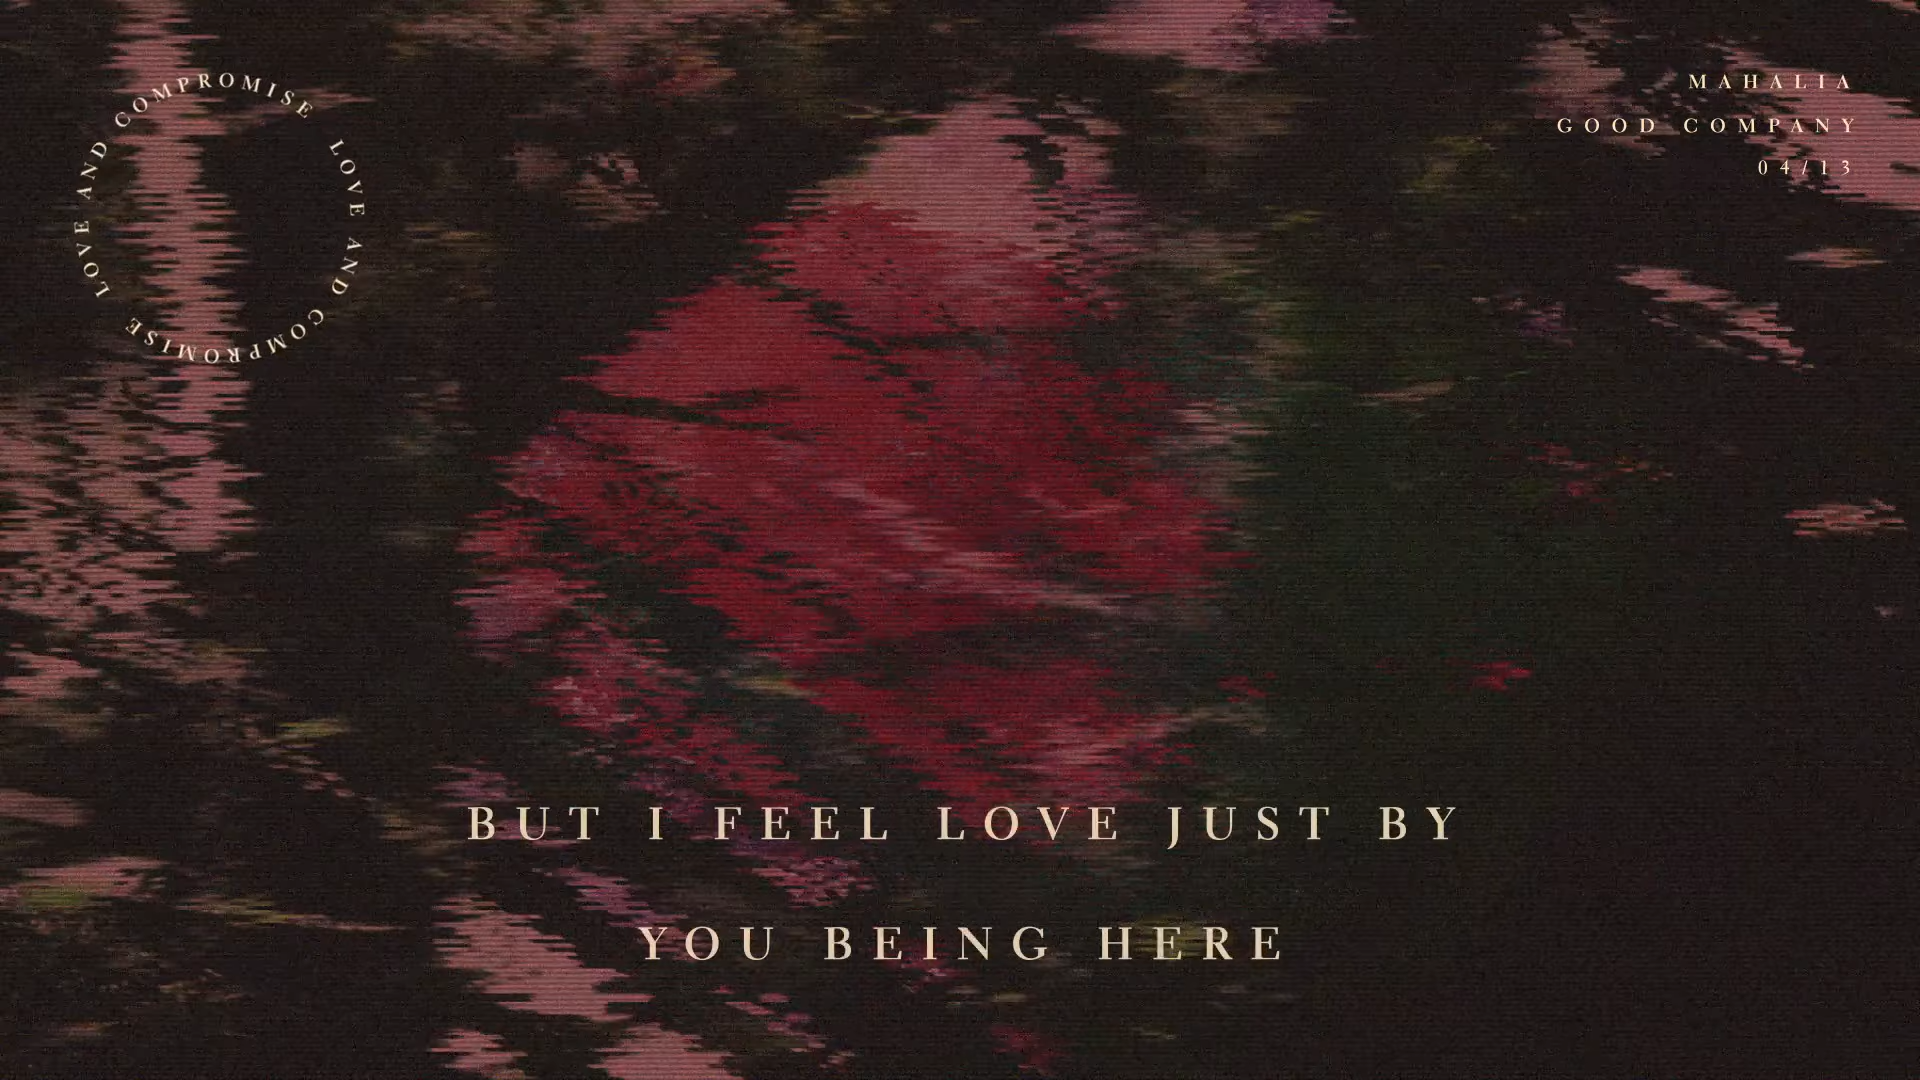 LOVE AND COMPROMISE LOVE AND COMPROMISE
MAHALIA
GOOD COMPANY
04/13
BUT I FEEL LOVE JUST BY
YOU BEING HERE